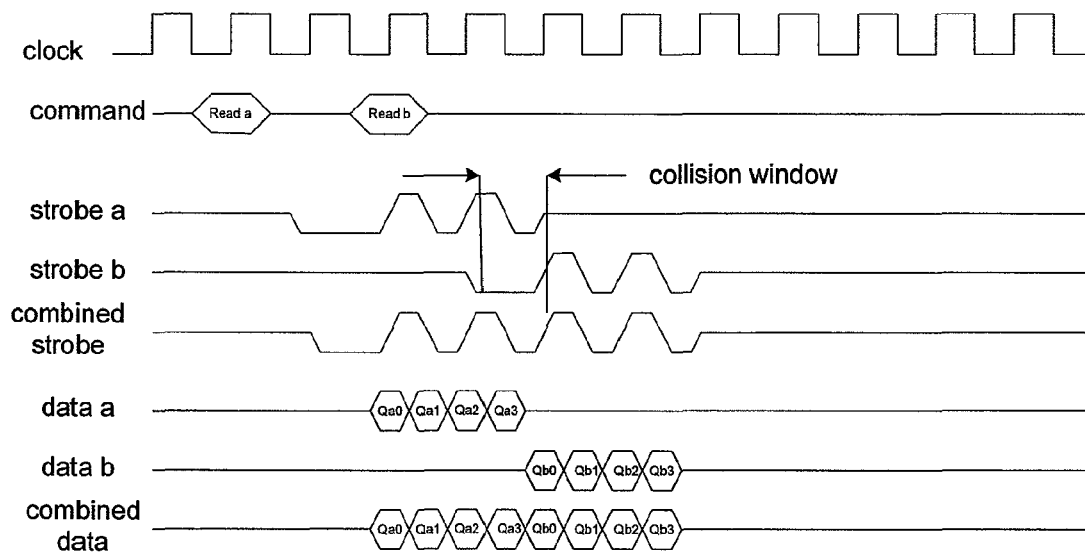 clock
command
Read a
Read b
collision window
strobe a
strobe b
combined
strobe
data a
Qa0 Qa1 Qa2 Qa3
data b
Qb0 Qb1 Qb2 Qb3
combined
data
Qa0 Qa1 Qa2 Qa3 Qb0 Qb1 Qb2 Qb3